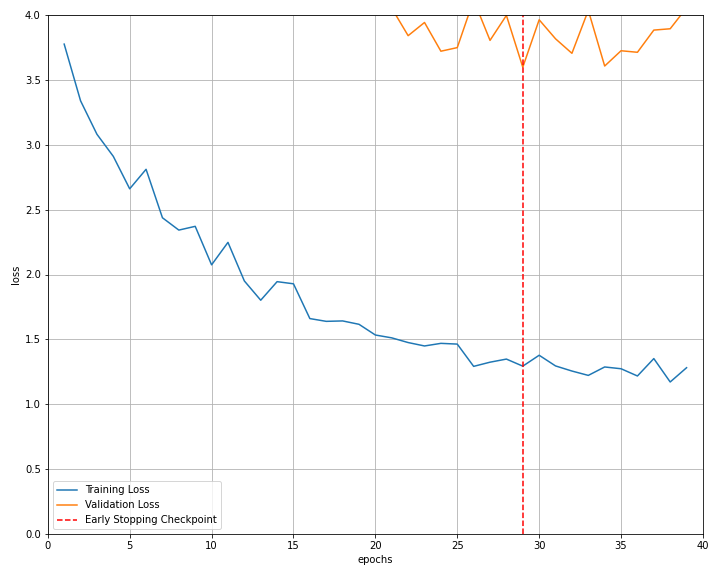 4.0
3.5
3.0
2.5
2.0
1.5
1.0
0.5
0.0
loss
Training Loss
Validation Loss
Early Stopping Checkpoint
0 5 10 15 20 25 30 35 40
epochs